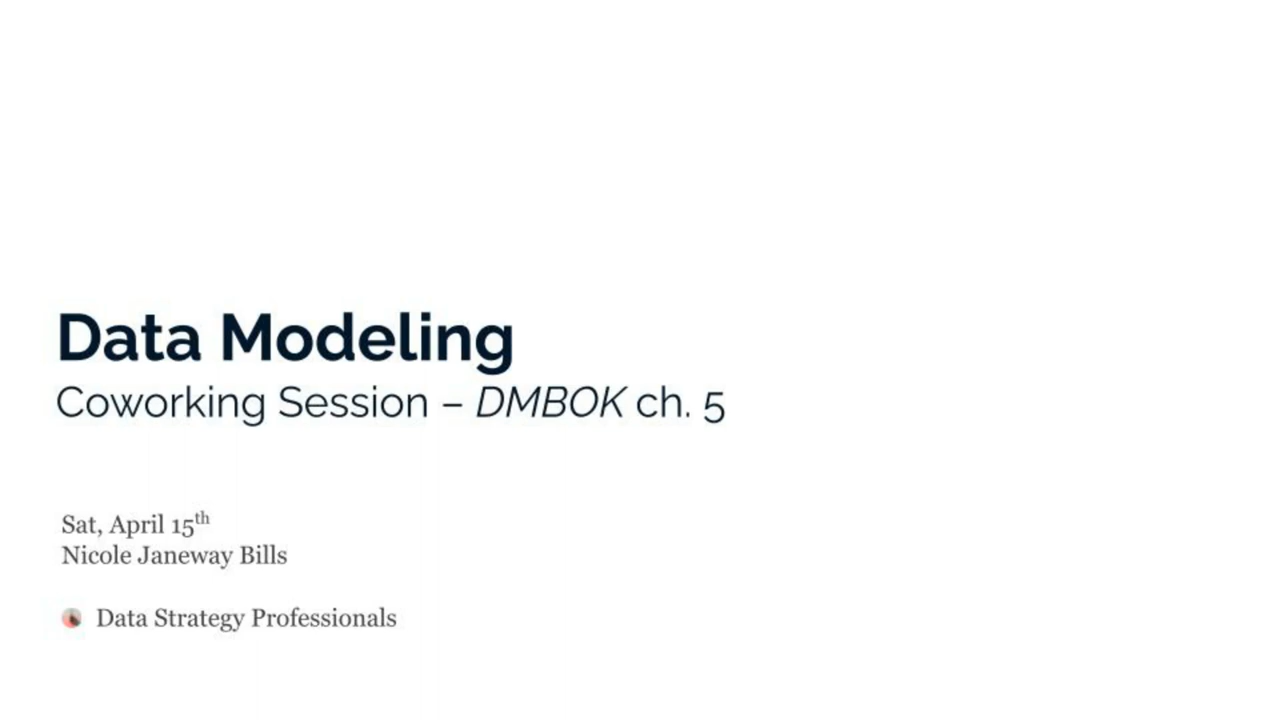 Data Modeling
Coworking Session – DMBOK ch. 5
Sat, April 15th
Nicole Janeway Bills
Data Strategy Professionals